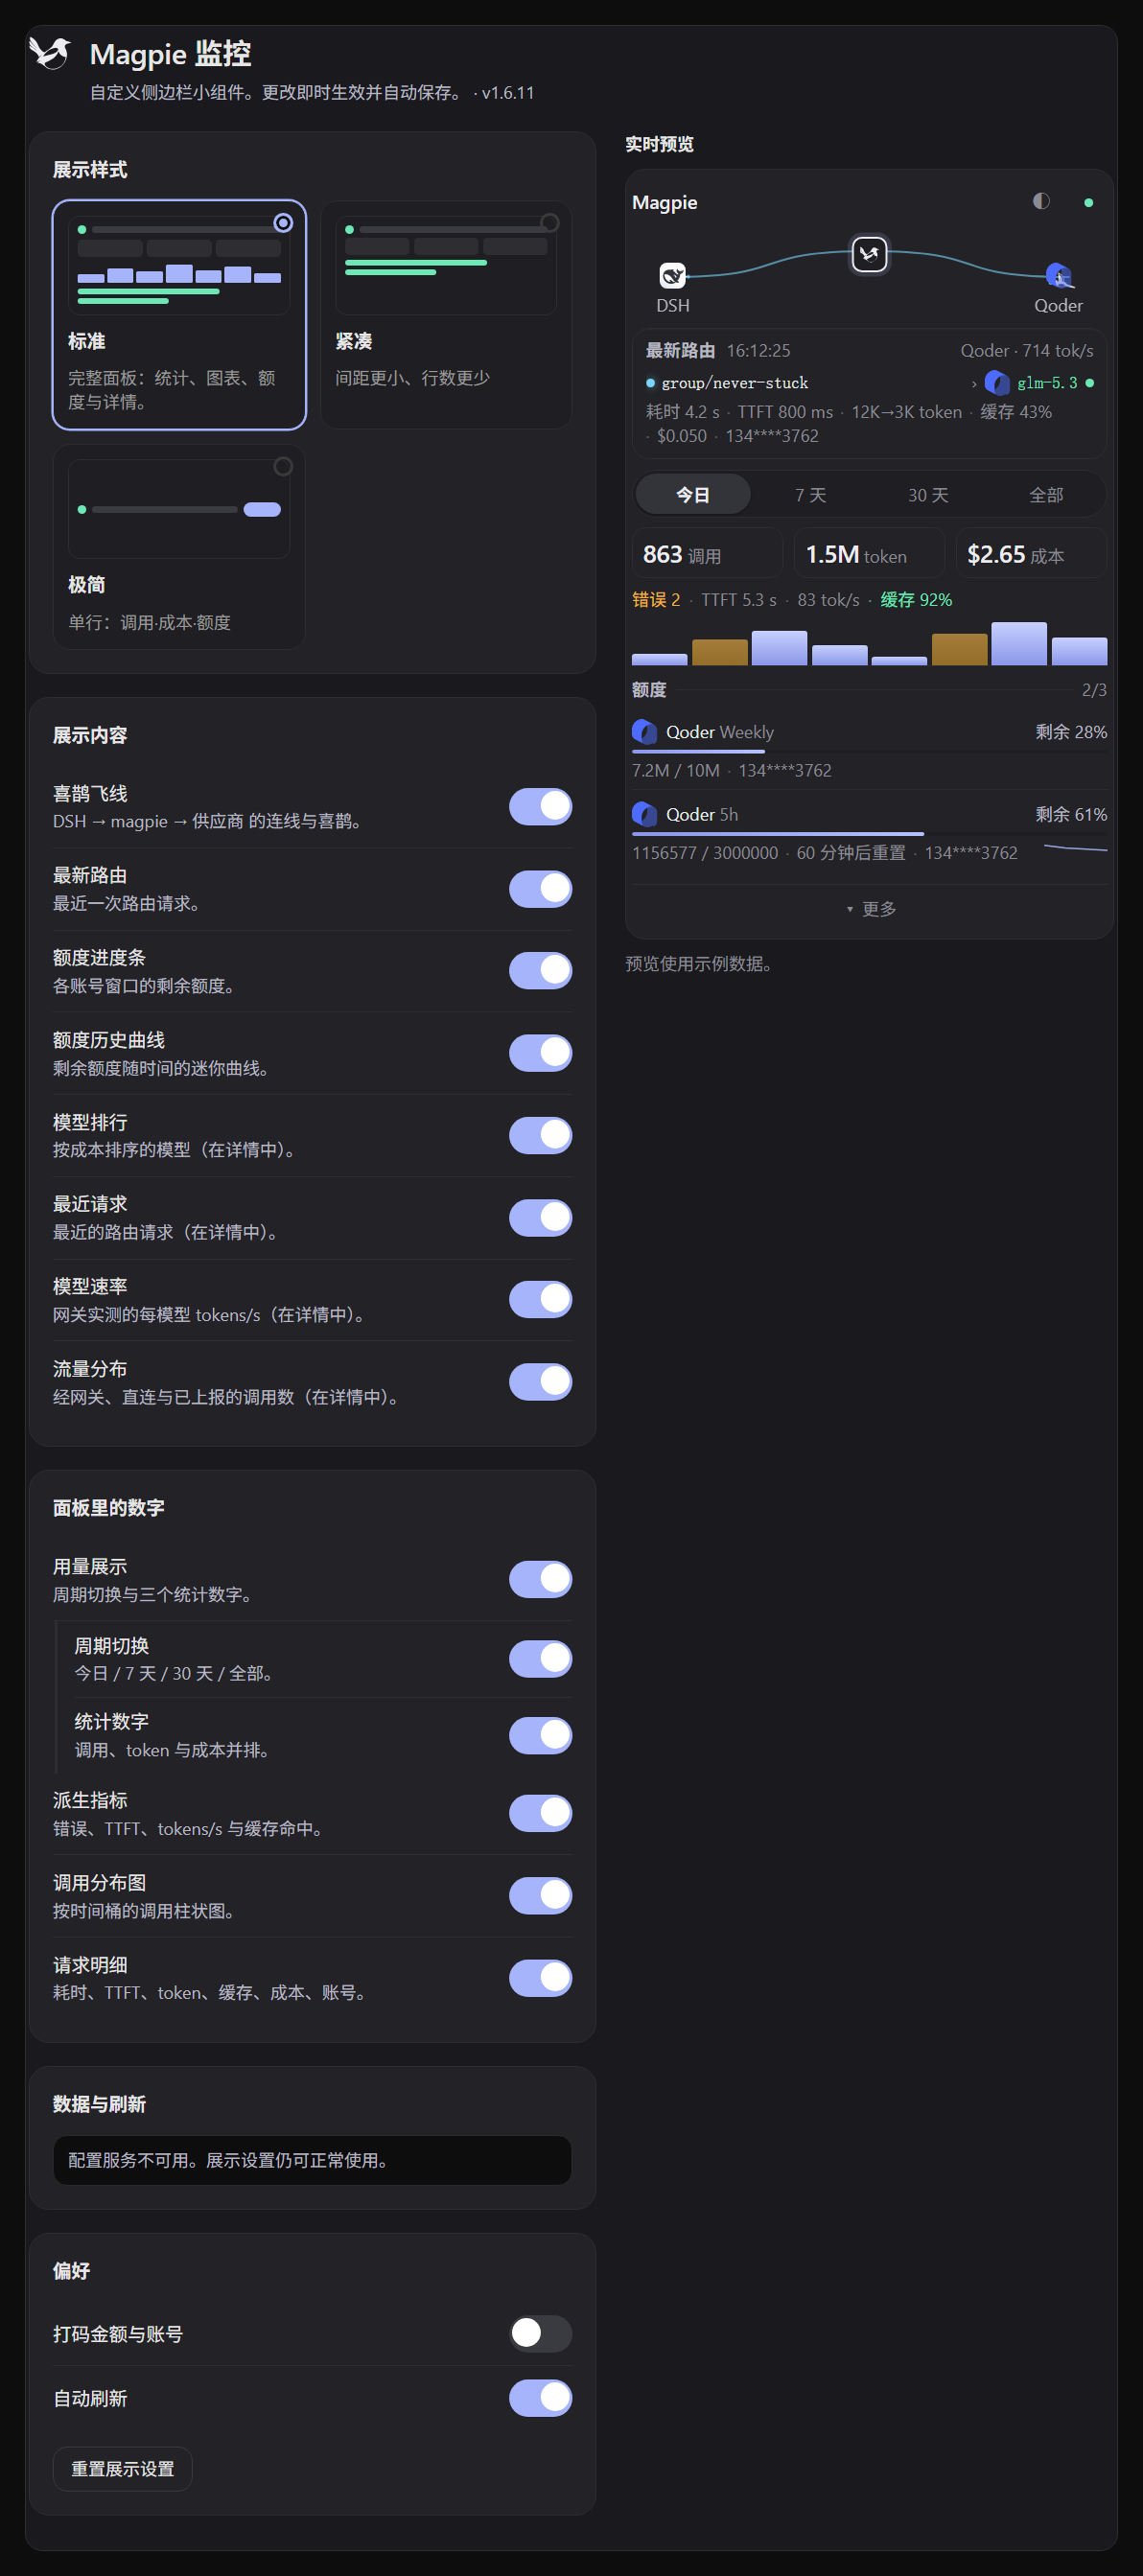 Magpie 监控
自定义侧边栏小组件。更改即时生效并自动保存。 · v1.6.11
展示样式
标准
完整面板：统计、图表、额
度与详情。
紧凑
间距更小、行数更少
极简
单行：调用·成本·额度
展示内容
喜鹊飞线
DSH → magpie → 供应商 的连线与喜鹊。
最新路由
最近一次路由请求。
额度进度条
各账号窗口的剩余额度。
额度历史曲线
剩余额度随时间的迷你曲线。
模型排行
按成本排序的模型（在详情中）。
最近请求
最近的路由请求（在详情中）。
模型速率
网关实测的每模型 tokens/s（在详情中）。
流量分布
经网关、直连与已上报的调用数（在详情中）。
面板里的数字
用量展示
周期切换与三个统计数字。
周期切换
今日 / 7 天 / 30 天 / 全部。
统计数字
调用、token 与成本并排。
派生指标
错误、TTFT、tokens/s 与缓存命中。
调用分布图
按时间桶的调用柱状图。
请求明细
耗时、TTFT、token、缓存、成本、账号。
数据与刷新
配置服务不可用。展示设置仍可正常使用。
偏好
打码金额与账号
自动刷新
重置展示设置
实时预览
Magpie
DSH
Qoder
最新路由 16:12:25 Qoder · 714 tok/s
group/never-stuck › glm-5.3
耗时 4.2 s · TTFT 800 ms · 12K→3K token · 缓存 43%
· $0.050 · 134****3762
今日 7 天 30 天 全部
863 调用 1.5M token $2.65 成本
错误 2 · TTFT 5.3 s · 83 tok/s · 缓存 92%
额度 2/3
Qoder Weekly 剩余 28%
7.2M / 10M · 134****3762
Qoder 5h 剩余 61%
1156577 / 3000000 · 60 分钟后重置 · 134****3762
▾ 更多
预览使用示例数据。